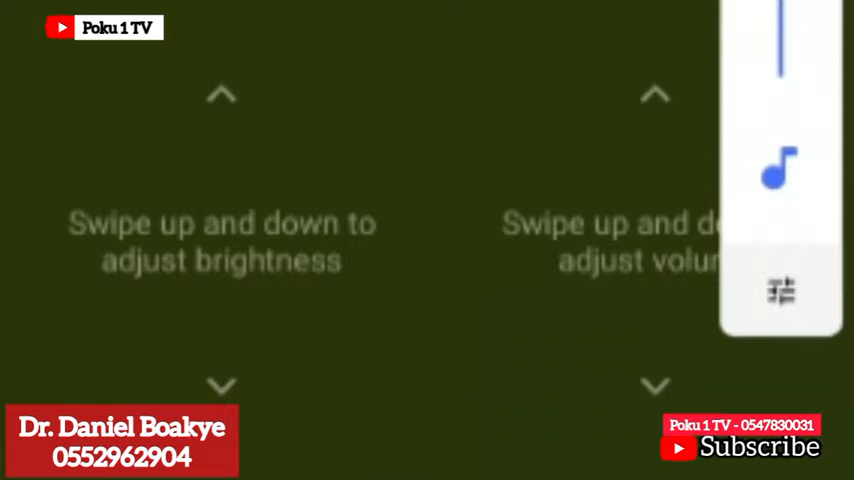 Poku 1 TV
Swipe up and down to
adjust brightness
Swipe up and
adjust
Dr. Daniel Boakye
0552962904
Poku 1 TV - 0547830031
Subscribe